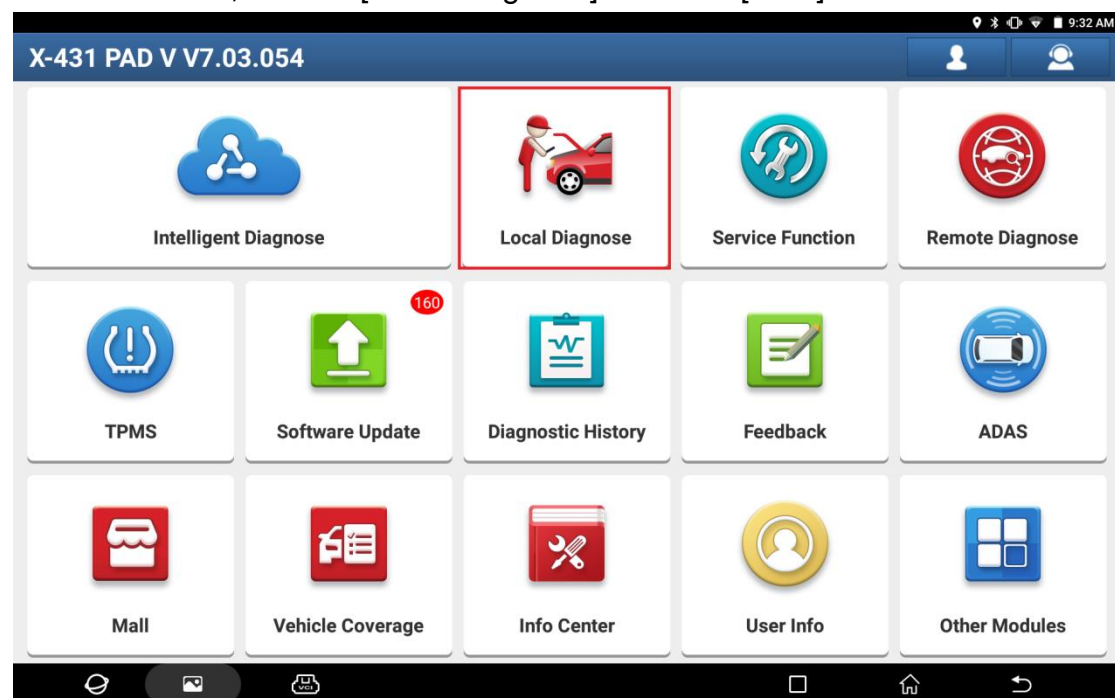 9:32 AM
X-431 PAD V V7.03.054
Intelligent Diagnose
Local Diagnose
Service Function
Remote Diagnose
160
TPMS
Software Update
Diagnostic History
Feedback
ADAS
Mall
Vehicle Coverage
Info Center
User Info
Other Modules
VCI